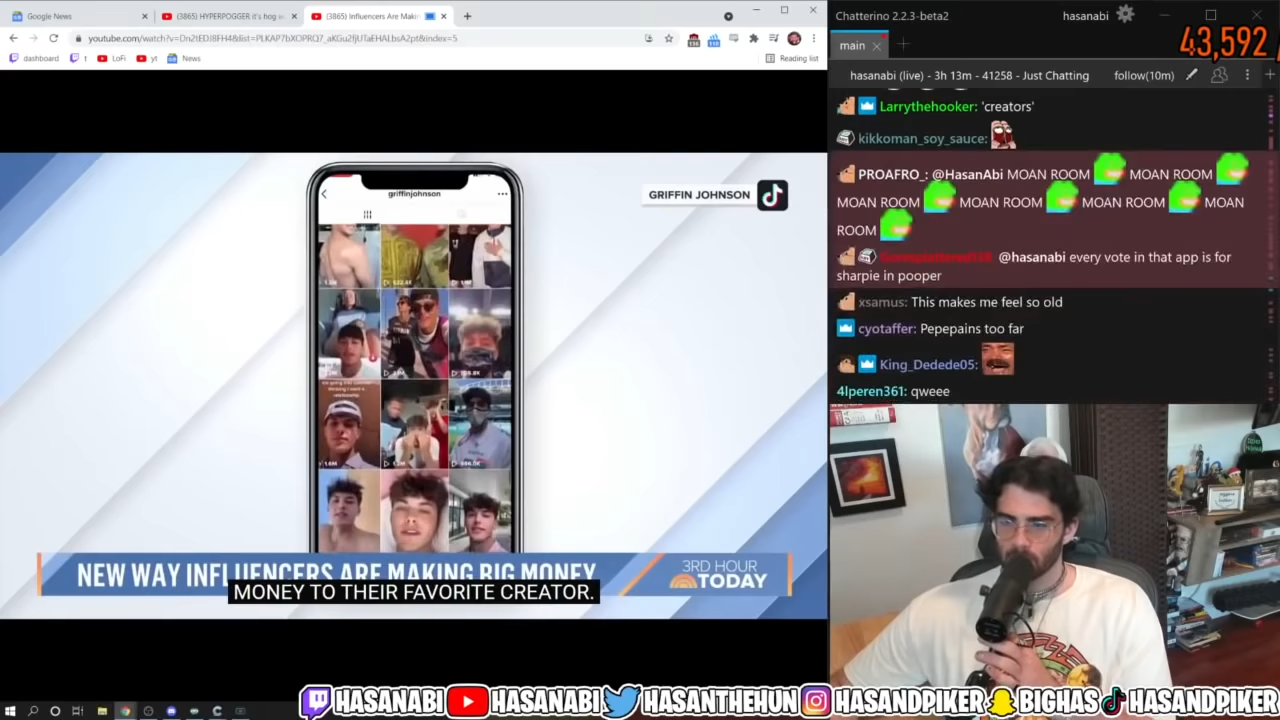 Google News
(3865) HYPERPOGGER it's hog w
(3865) Influencers Are Makin
youtube.com/watch?v=Dn2tEDJ8FH4&list=PLKAP7bXOPRQ7_aKGu2fJUTaEHALbsA2pt&index=5
dashboard
t
LoFi
yt
News
Reading list
griffinjohnson
GRIFFIN JOHNSON
NEW WAY INFLUENCERS ARE MAKING BIG MONEY
3RD HOUR
TODAY
MONEY TO THEIR FAVORITE CREATOR.
Chatterino 2.2.3-beta2
hasanabi
43,592
main
hasanabi (live) - 3h 13m - 41258 - Just Chatting
follow(10m)
Larrythehooker: 'creators'
kikkoman_soy_sauce:
PROAFRO_: @HasanAbi MOAN ROOM MOAN ROOM
MOAN ROOM MOAN ROOM MOAN ROOM MOAN
ROOM
@hasanabi every vote in that app is for
sharpie in pooper
xsamus: This makes me feel so old
cyotaffer: Pepepains too far
King_Dedede05:
4lperen361: qweee
HASANABI HASANABI HASANTHEHUN HASANDPIKER BIGHAS HASANDPIKER